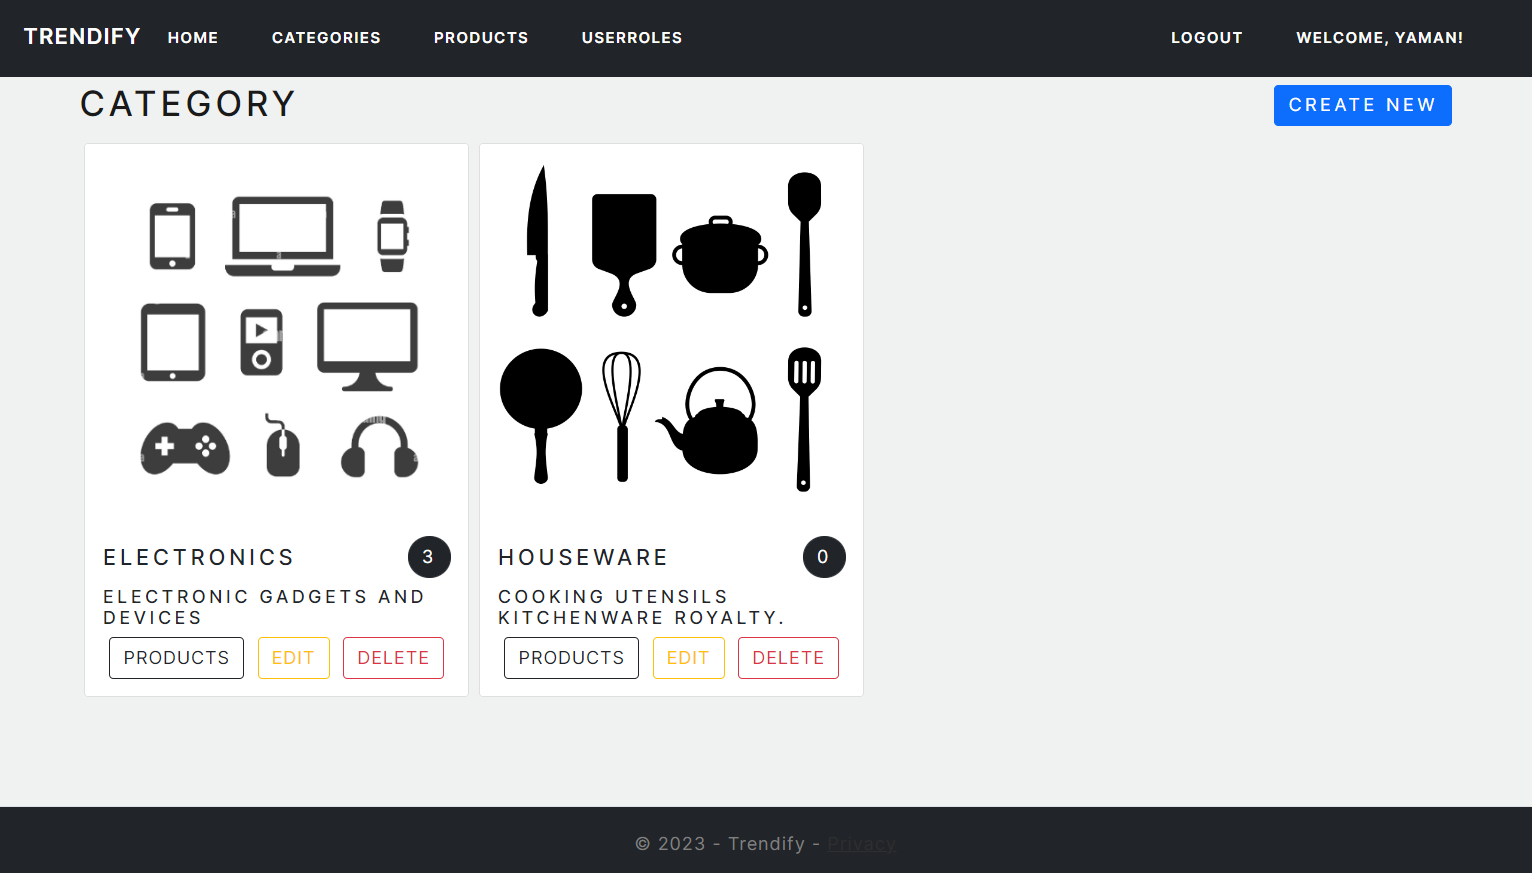 TRENDIFY HOME CATEGORIES PRODUCTS USERROLES LOGOUT WELCOME, YAMAN!
CATEGORY CREATE NEW
ELECTRONICS 3
ELECTRONIC GADGETS AND
DEVICES
PRODUCTS EDIT DELETE
HOUSEWARE 0
COOKING UTENSILS
KITCHENWARE ROYALTY.
PRODUCTS EDIT DELETE
© 2023 - Trendify - Privacy